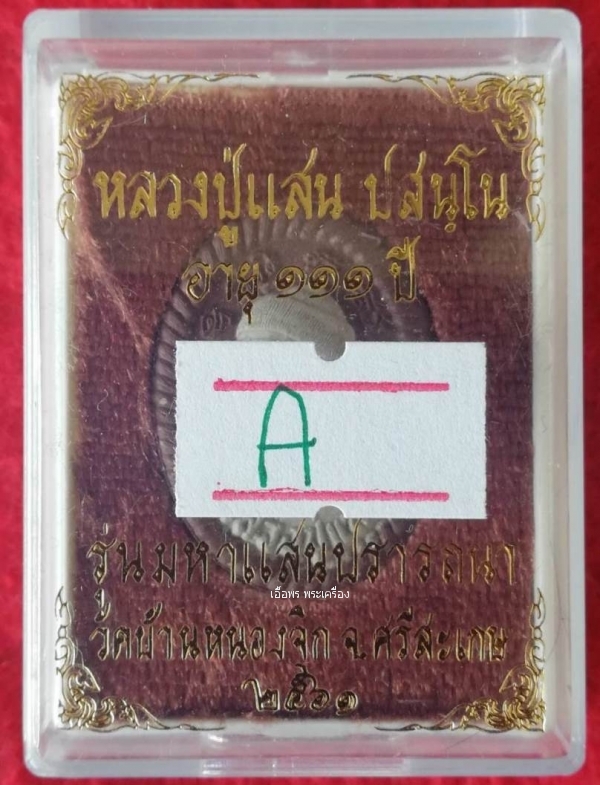 หลวงปู่แสน ปสนฺโน
อายุ ๑๑๑ ปี
A
รุ่นมหาแสนปรารถนา
เอื้อพร พระเครื่อง
วัดบ้านหนองจิก จ.ศรีสะเกษ
๒๕๖๑